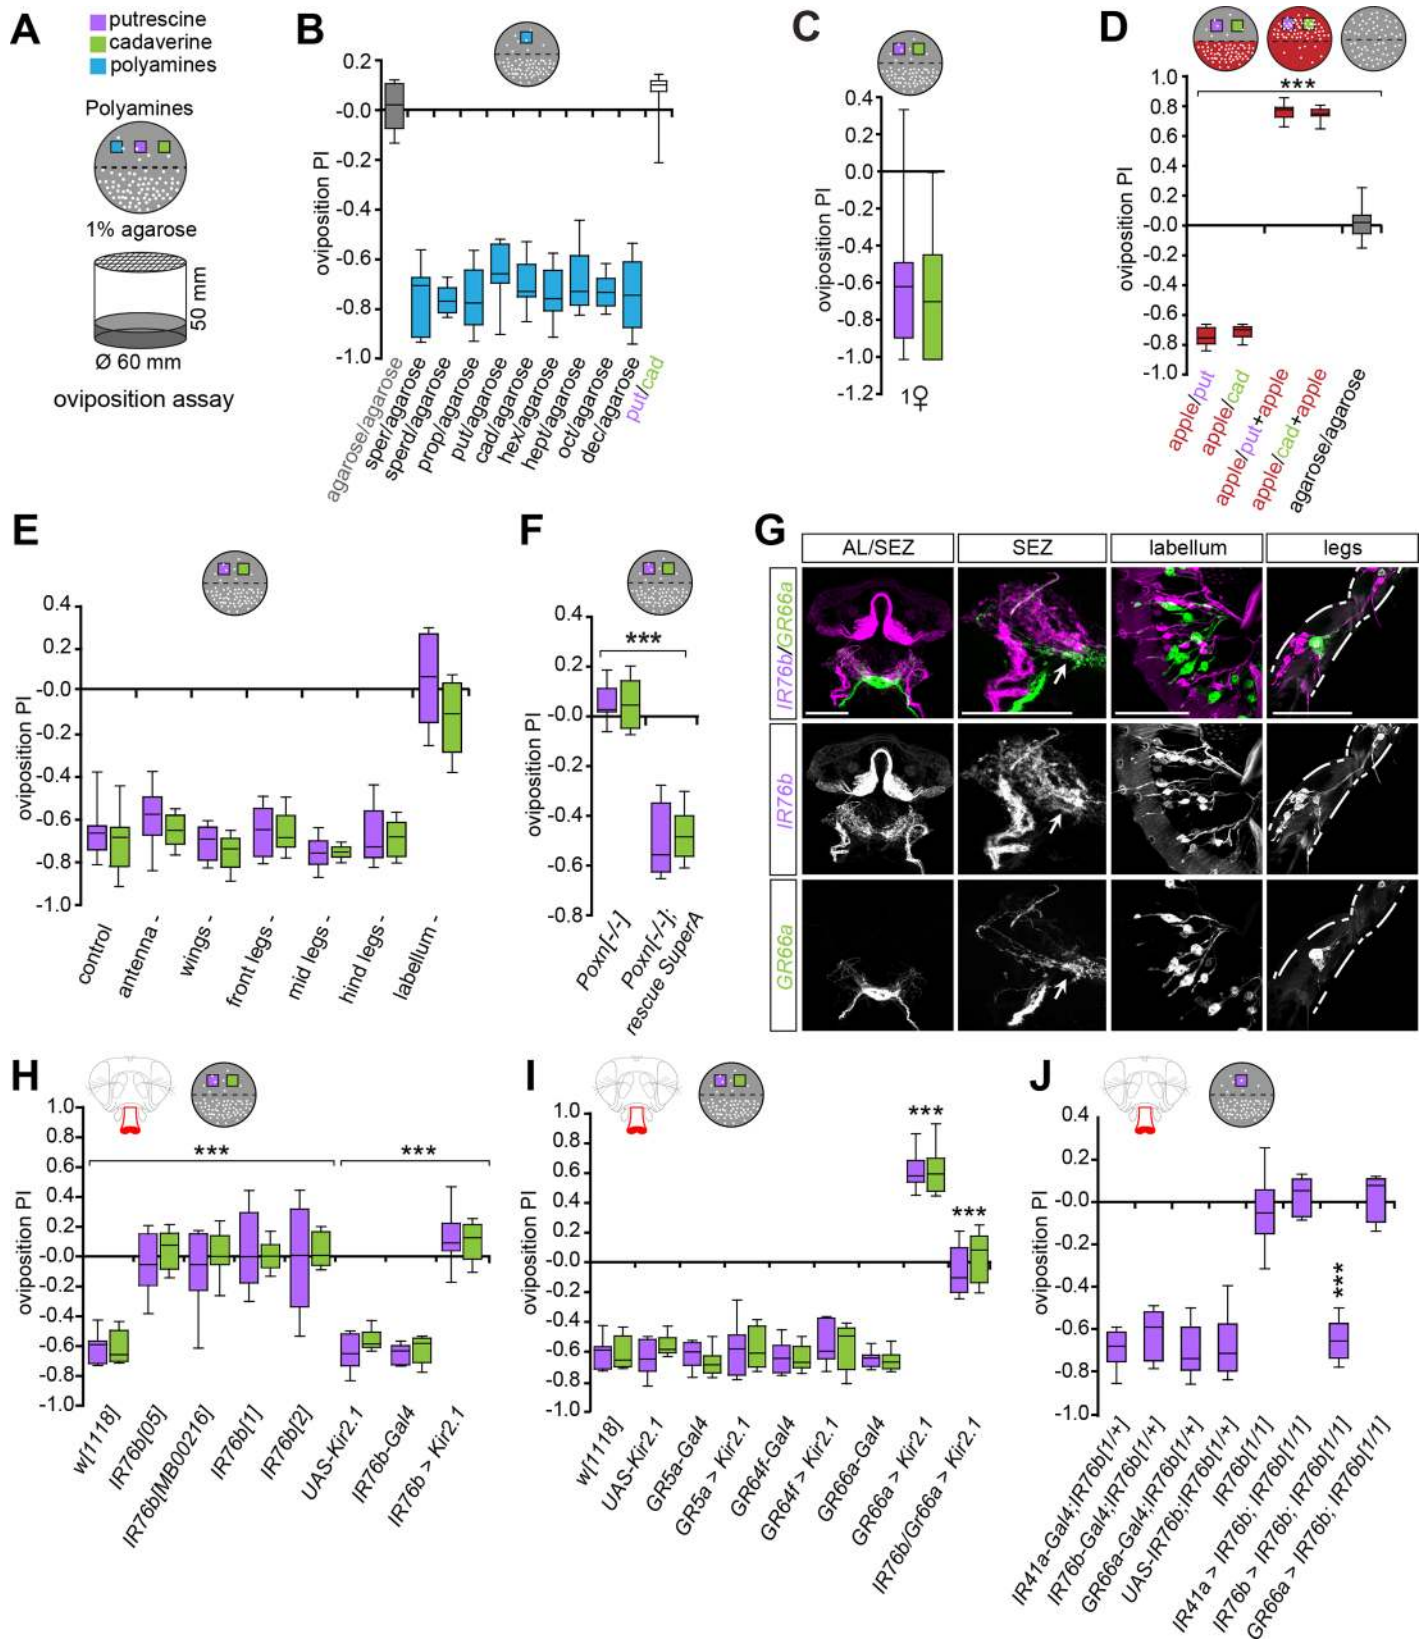 A
putrescine
cadaverine
polyamines
Polyamines
1% agarose
50 mm
Ø 60 mm
oviposition assay
B
oviposition PI
0.2
-0.0
-0.2
-0.4
-0.6
-0.8
-1.0
agarose/agarose
sper/agarose
sperd/agarose
prop/agarose
put/agarose
cad/agarose
hex/agarose
hept/agarose
oct/agarose
dec/agarose
put/cad
C
oviposition PI
0.4
0.2
0.0
-0.4
-0.6
-0.8
-1.0
-1.2
1♀
D
oviposition PI
1.0
0.8
0.6
0.4
0.2
-0.0
-0.2
-0.4
-0.6
-0.8
-1.0
***
apple/put
apple/cad
apple/put+apple
apple/cad+apple
agarose/agarose
E
oviposition PI
0.4
0.2
-0.0
-0.2
-0.4
-0.6
-0.8
-1.0
control
antenna -
wings -
front legs -
mid legs -
hind legs -
labellum -
F
oviposition PI
0.4
0.2
-0.0
-0.2
-0.4
-0.6
-0.8
***
Poxn[-/-]
Poxn[-/-];
rescue SuperA
G
AL/SEZ
SEZ
labellum
legs
IR76b/GR66a
IR76b
GR66a
H
oviposition PI
1.0
0.8
0.6
0.4
0.2
-0.0
-0.2
-0.4
-0.6
-0.8
-1.0
***
***
w[1118]
IR76b[05]
IR76b[MB00216]
IR76b[1]
IR76b[2]
UAS-Kir2.1
IR76b-Gal4
IR76b > Kir2.1
I
oviposition PI
1.0
0.8
0.6
0.4
0.2
-0.0
-0.2
-0.4
-0.6
-0.8
-1.0
***
***
w[1118]
UAS-Kir2.1
GR5a-Gal4
GR5a > Kir2.1
GR64f-Gal4
GR64f > Kir2.1
GR66a-Gal4
GR66a > Kir2.1
IR76b/Gr66a > Kir2.1
J
oviposition PI
0.4
0.2
-0.0
-0.2
-0.4
-0.6
-0.8
-1.0
***
IR41a-Gal4;IR76b[1/+]
IR76b-Gal4;IR76b[1/+]
GR66a-Gal4;IR76b[1/+]
UAS-IR76b;IR76b[1/+]
IR76b[1/1]
IR41a > IR76b; IR76b[1/1]
IR76b > IR76b; IR76b[1/1]
GR66a > IR76b; IR76b[1/1]